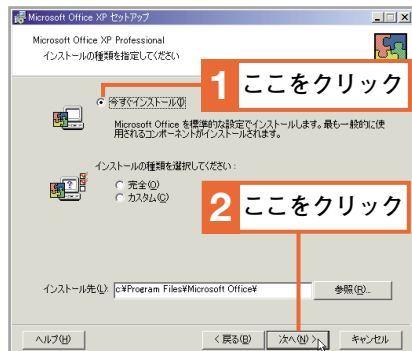 Microsoft Office XP セットアップ
Microsoft Office XP Professional
インストールの種類を指定してください
1 ここをクリック
今すぐインストール(I)
Microsoft Office を標準的な設定でインストールします。最も一般的に使
用されるコンポーネントがインストールされます。
インストールの種類を選択してください:
完全(O)
カスタム(C)
2 ここをクリック
インストール先(L): c:¥Program Files¥Microsoft Office¥
参照(R)...
ヘルプ(H)
< 戻る(B)
次へ(N) >
キャンセル